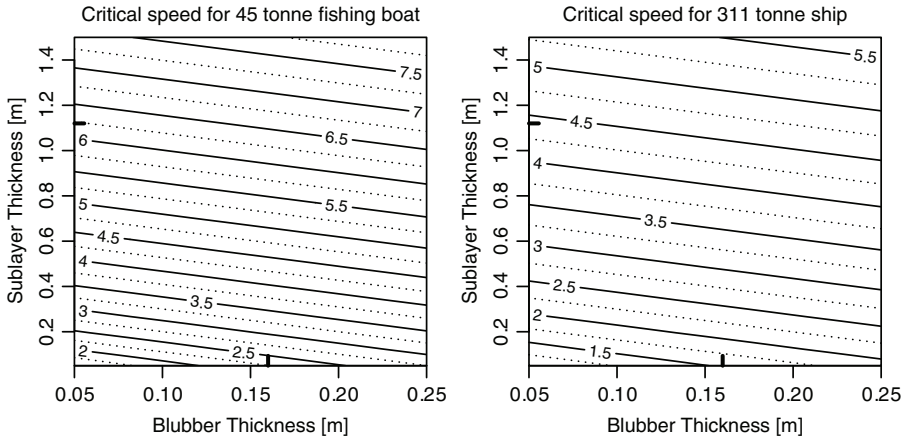 Critical speed for 45 tonne fishing boat
Sublayer Thickness [m]
0.2 0.4 0.6 0.8 1.0 1.2 1.4
7.5
7
6.5
6
5.5
5
4.5
4
3.5
3
2.5
2
0.05 0.10 0.15 0.20 0.25
Blubber Thickness [m]
Critical speed for 311 tonne ship
Sublayer Thickness [m]
0.2 0.4 0.6 0.8 1.0 1.2 1.4
5.5
5
4.5
4
3.5
3
2.5
2
1.5
0.05 0.10 0.15 0.20 0.25
Blubber Thickness [m]